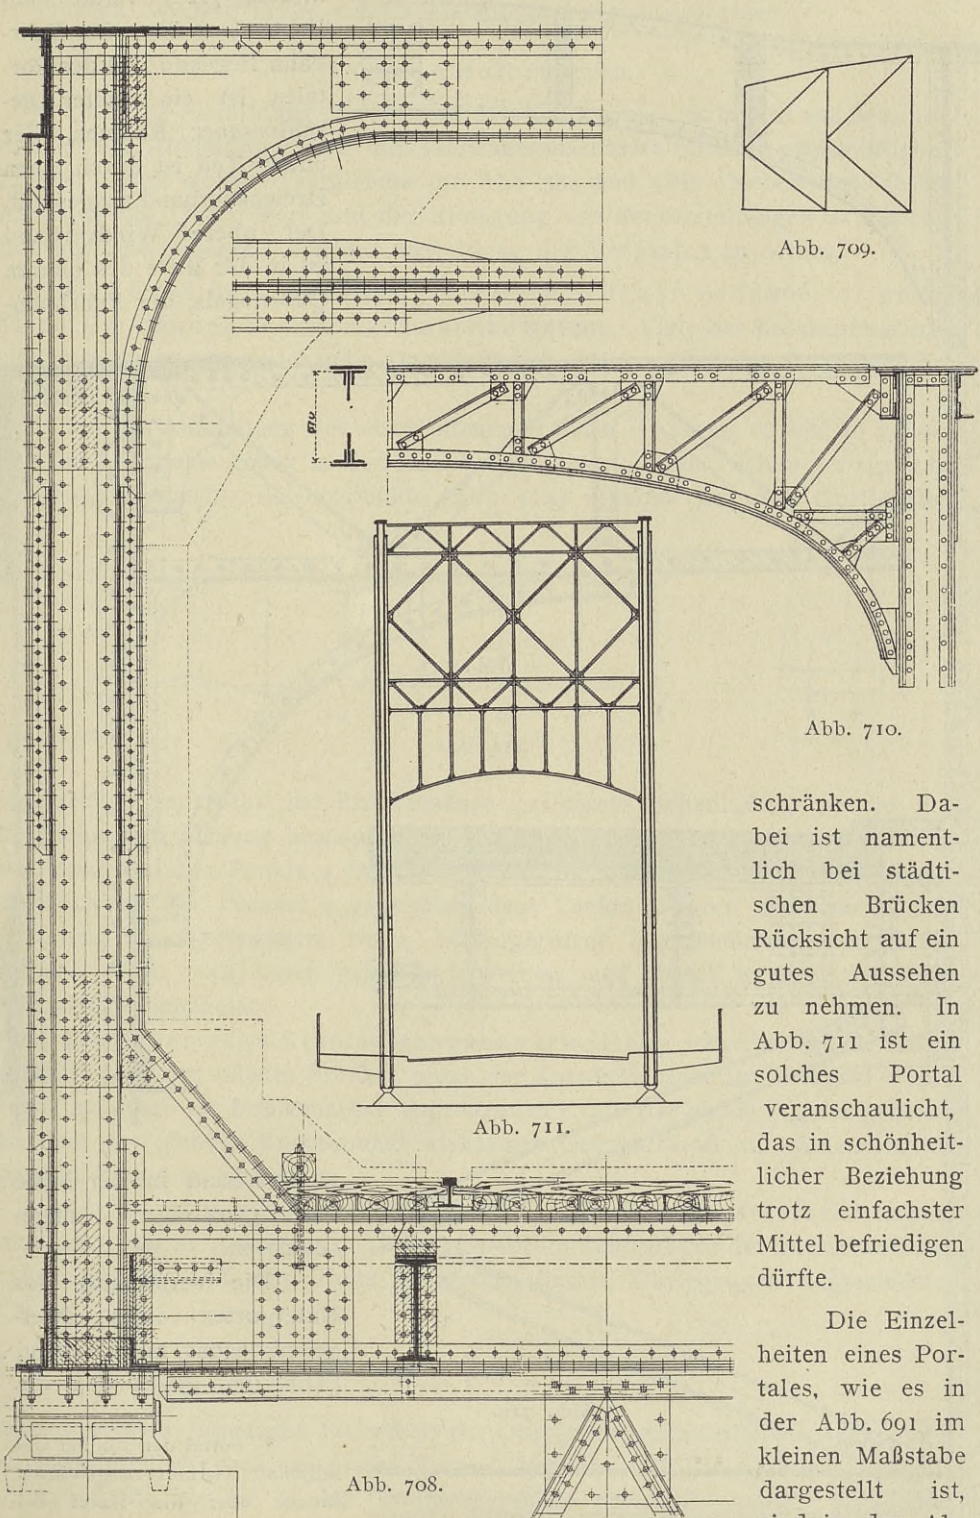 Abb. 709.
Abb. 710.
Abb. 711.
Abb. 708.
schränken. Da-
bei ist nament-
lich bei städti-
schen Brücken
Rücksicht auf ein
gutes Aussehen
zu nehmen. In
Abb. 711 ist ein
solches Portal
veranschaulicht,
das in schönheit-
licher Beziehung
trotz einfachster
Mittel befriedigen
dürfte.
Die Einzel-
heiten eines Por-
tales, wie es in
der Abb. 691 im
kleinen Maßstabe
dargestellt ist,